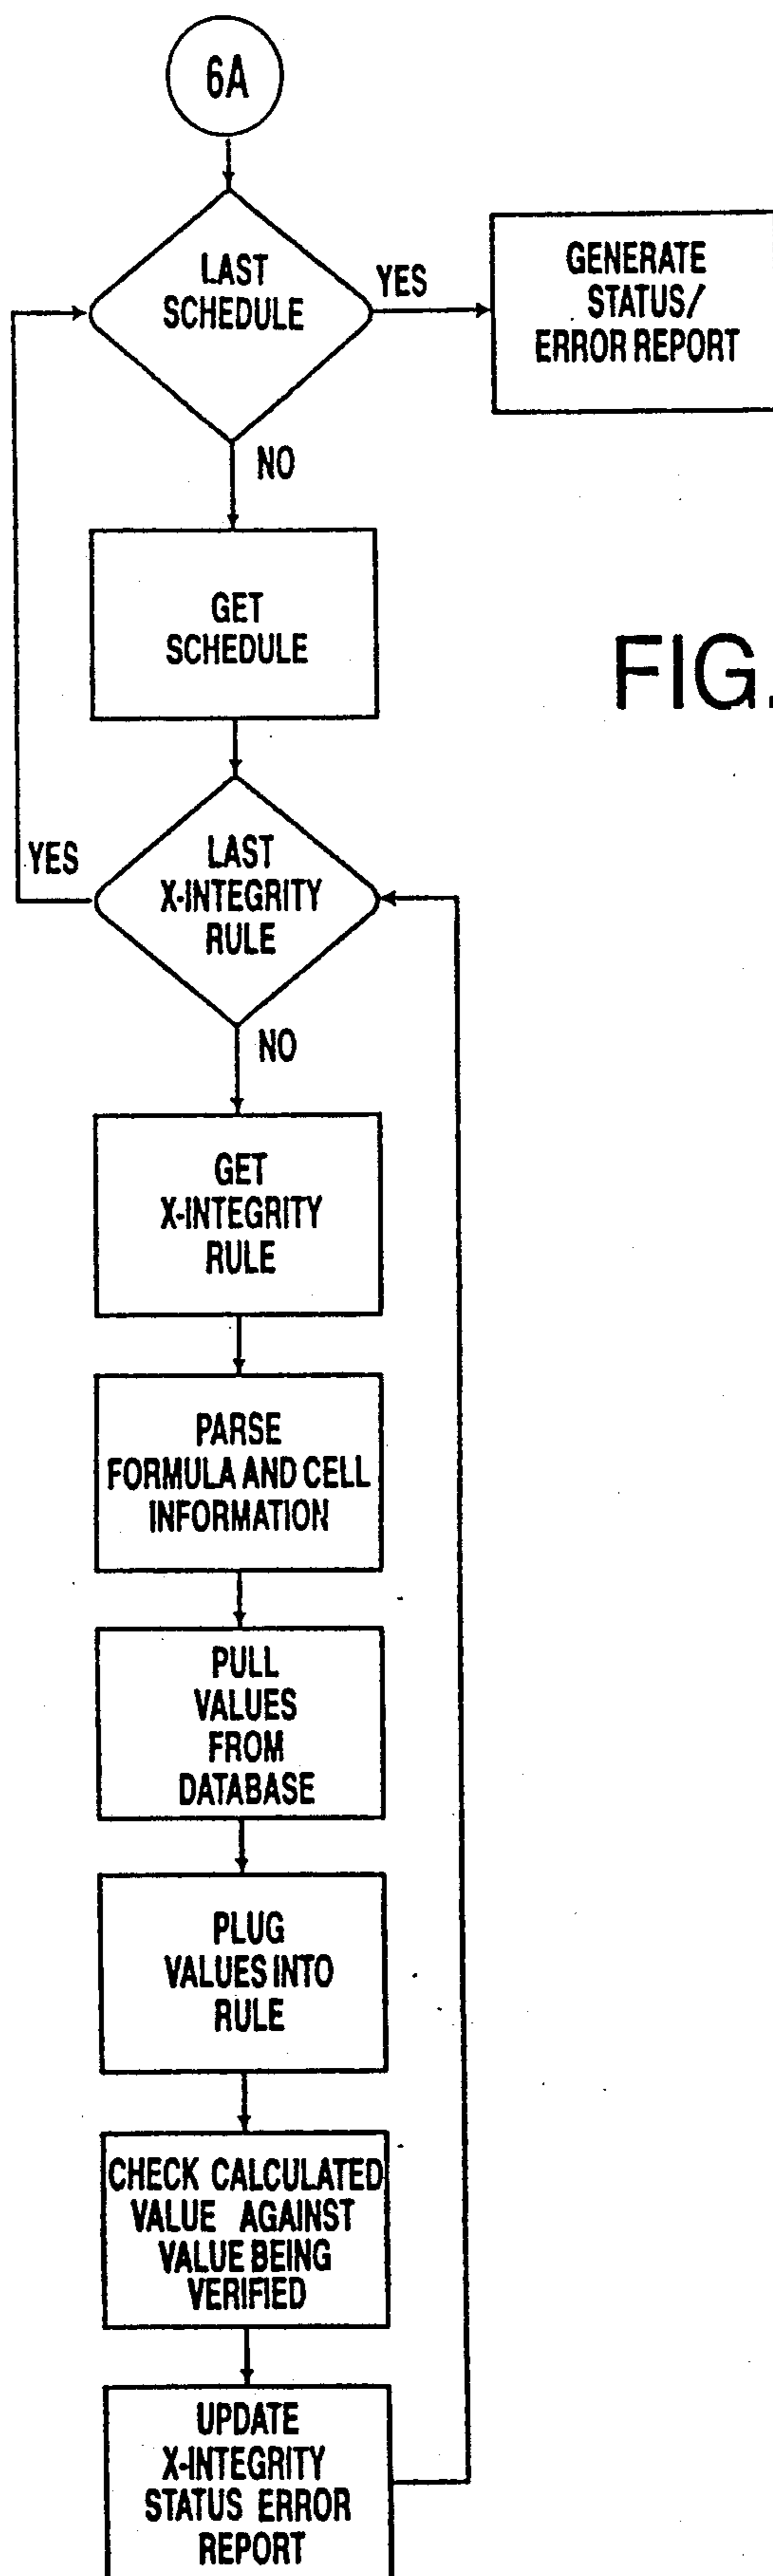 6A
LAST
SCHEDULE
YES
GENERATE
STATUS/
ERROR REPORT
NO
GET
SCHEDULE
FIG.
LAST
X-INTEGRITY
RULE
YES
NO
GET
X-INTEGRITY
RULE
PARSE
FORMULA AND CELL
INFORMATION
PULL
VALUES
FROM
DATABASE
PLUG
VALUES INTO
RULE
CHECK CALCULATED
VALUE AGAINST
VALUE BEING
VERIFIED
UPDATE
X-INTEGRITY
STATUS ERROR
REPORT